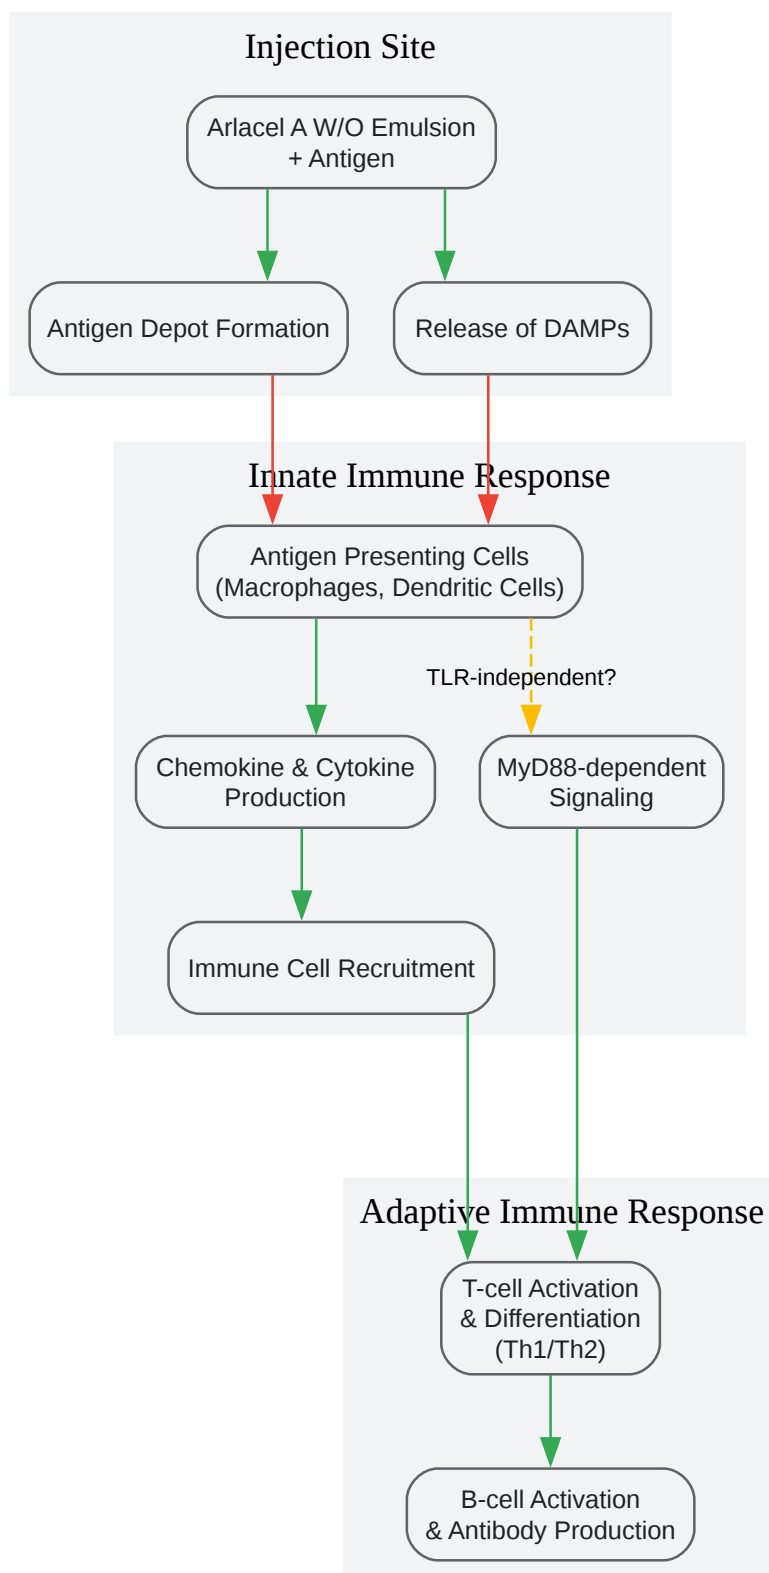 Injection Site
Arlacel A W/O Emulsion
+ Antigen
Antigen Depot Formation
Release of DAMPs
Innate Immune Response
Antigen Presenting Cells
(Macrophages, Dendritic Cells)
TLR-independent?
Chemokine & Cytokine
Production
MyD88-dependent
Signaling
Immune Cell Recruitment
Adaptive Immune Response
T-cell Activation
& Differentiation
(Th1/Th2)
B-cell Activation
& Antibody Production